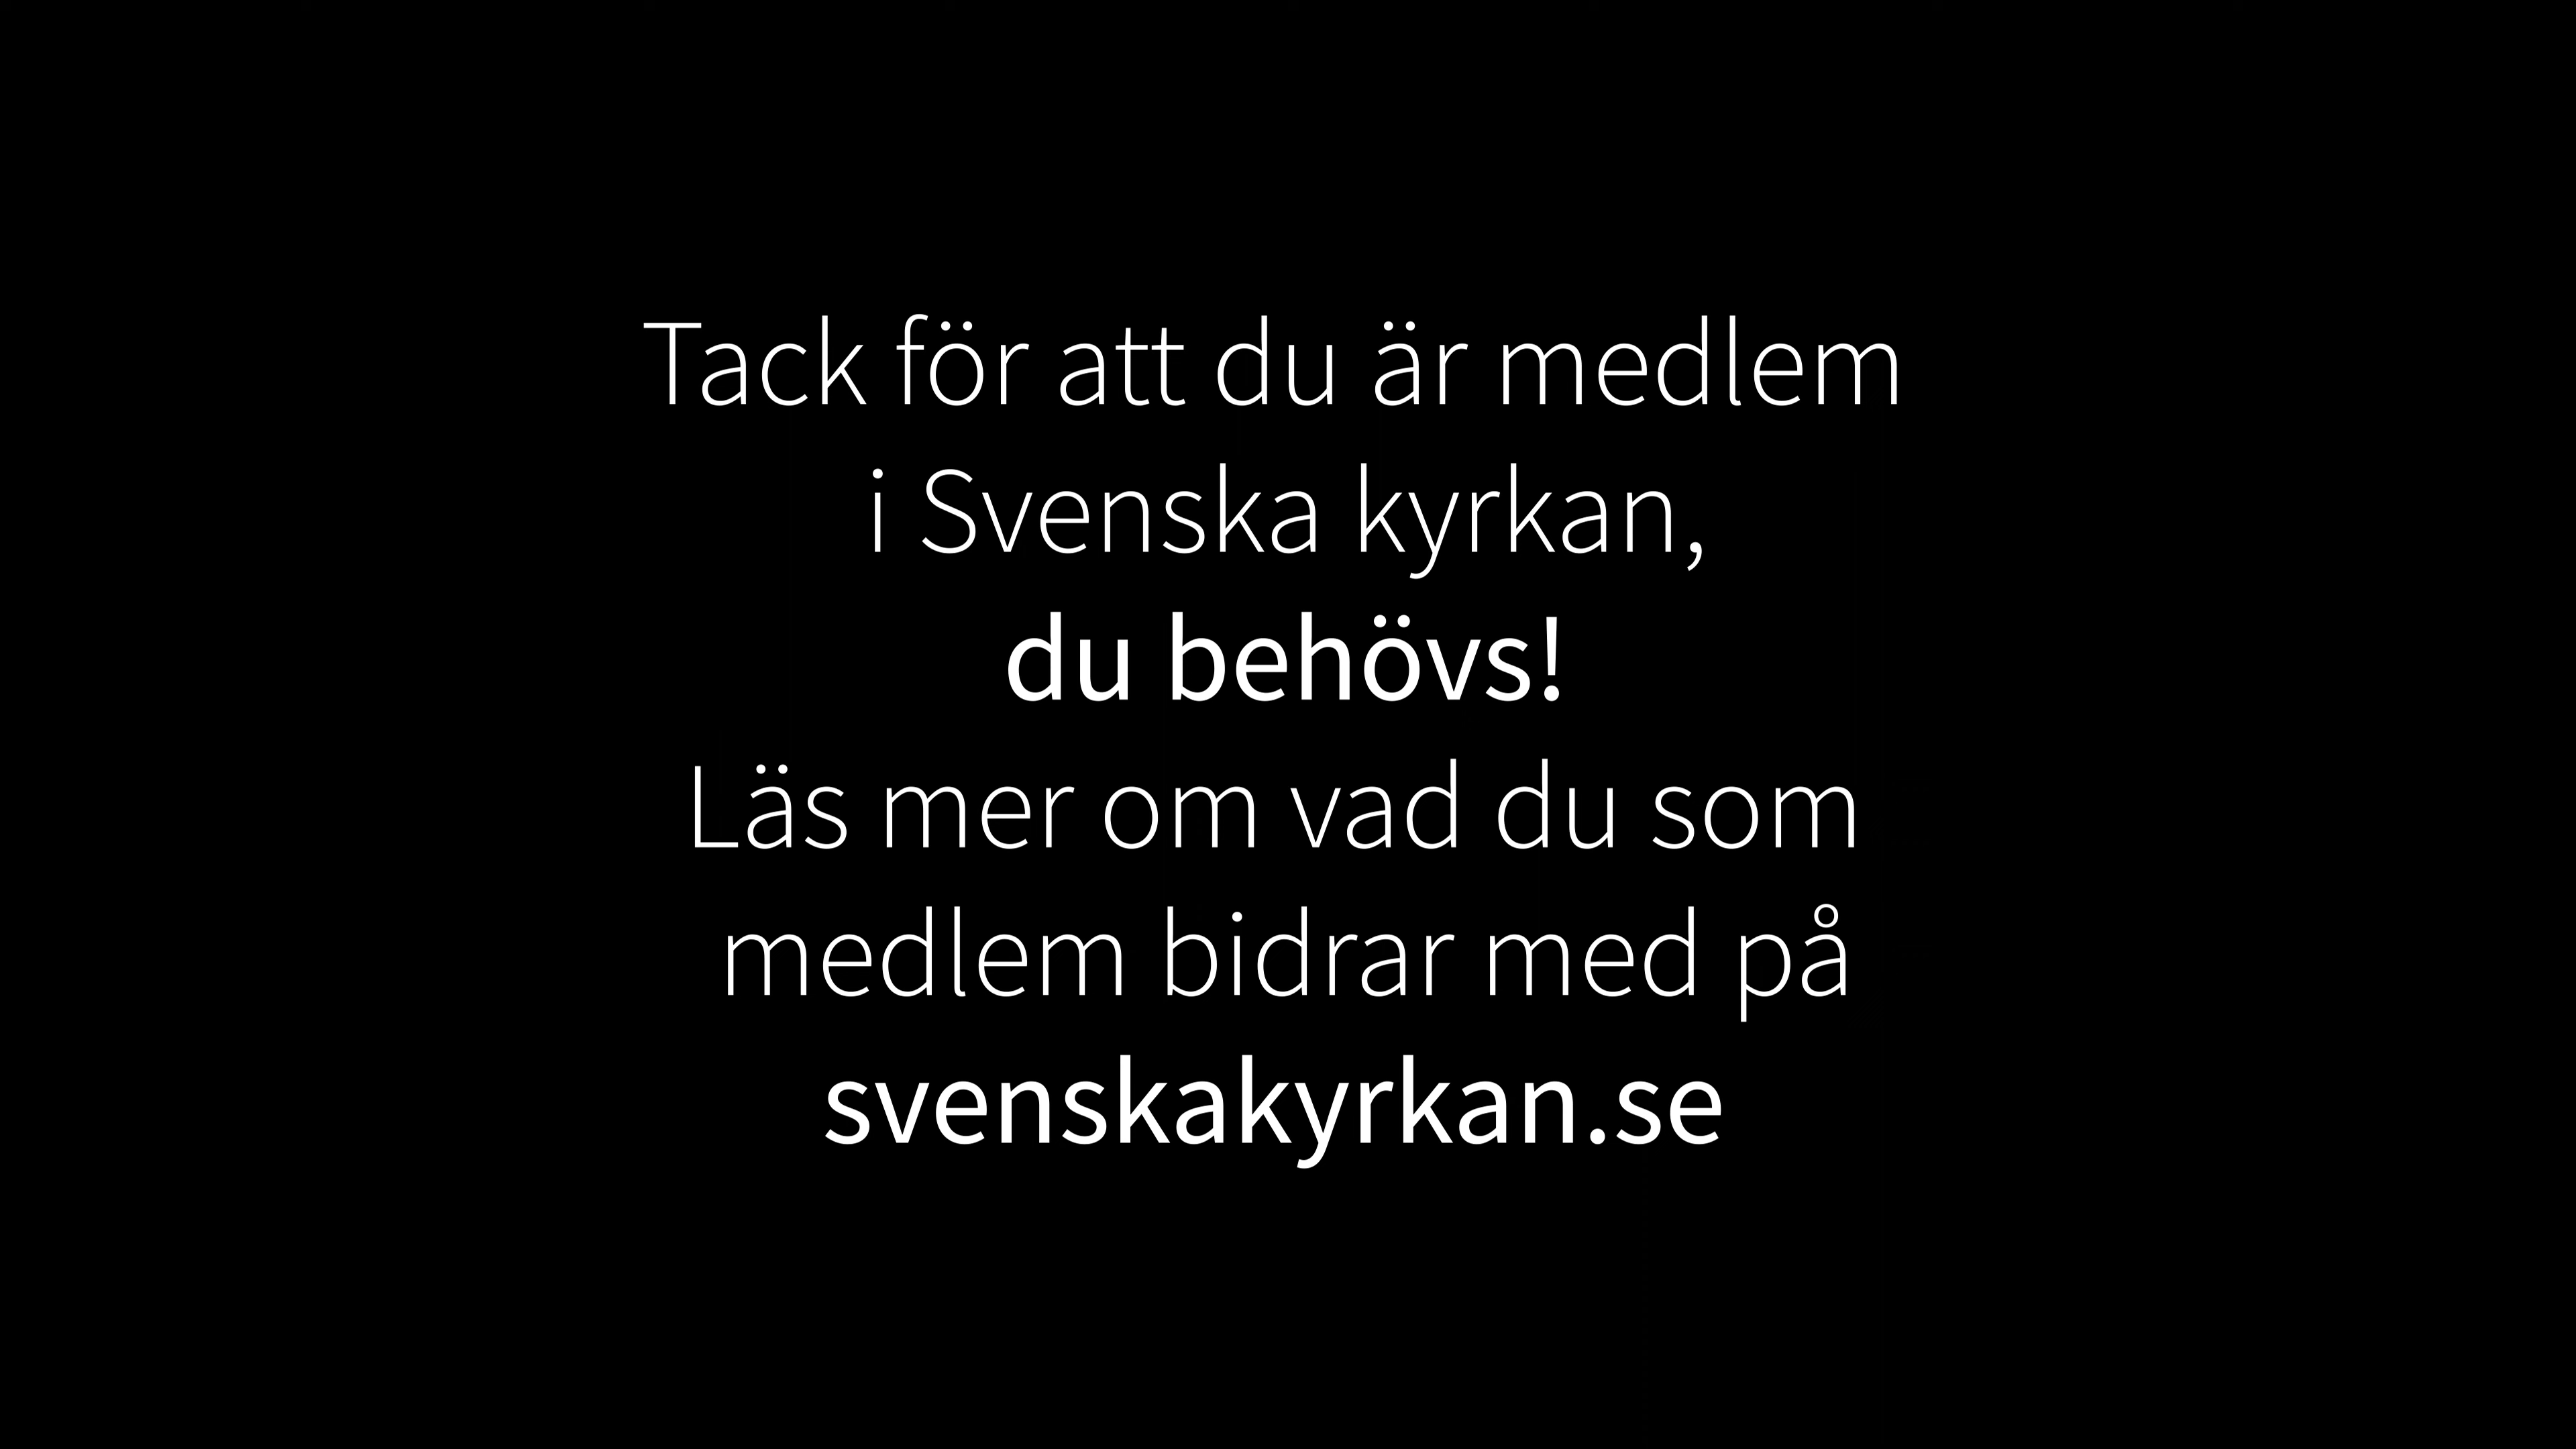 Tack för att du är medlem
i Svenska kyrkan,
du behövs!
Läs mer om vad du som
medlem bidrar med på
svenskakyrkan.se